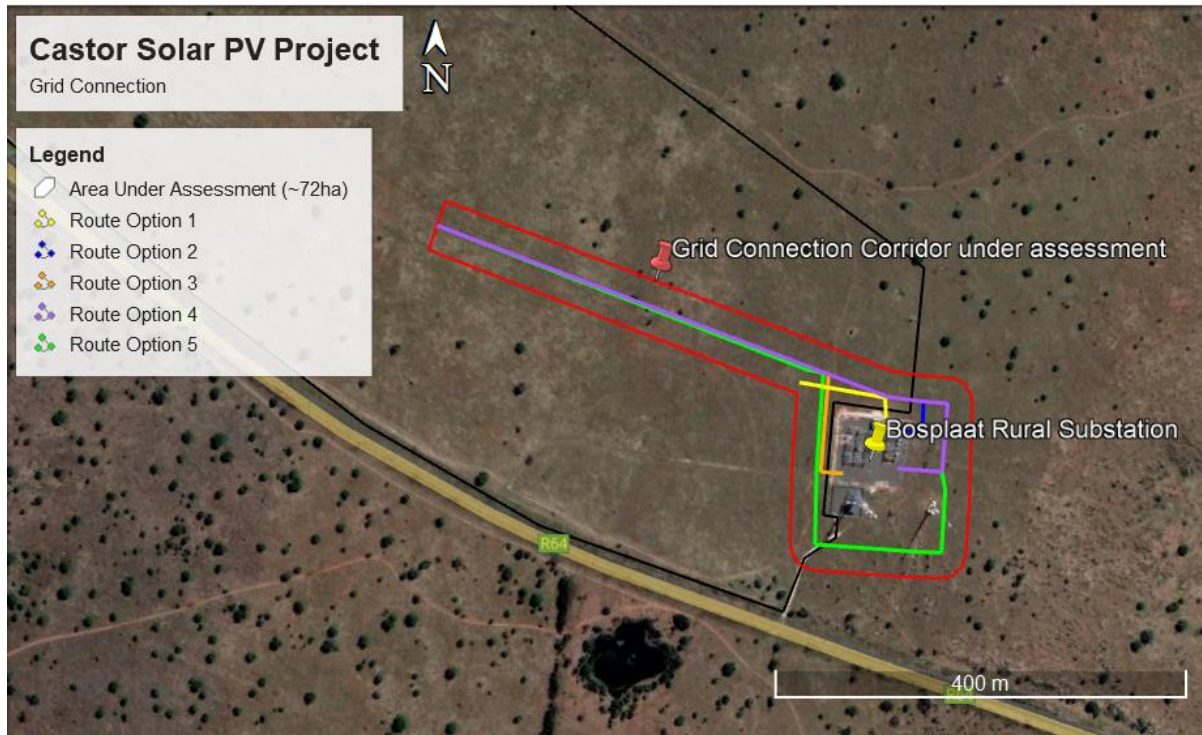 Castor Solar PV Project
Grid Connection
N
Legend
Area Under Assessment (~72ha)
Route Option 1
Route Option 2
Route Option 3
Route Option 4
Route Option 5
Grid Connection Corridor under assessment
Bosplaat Rural Substation
R64
400 m